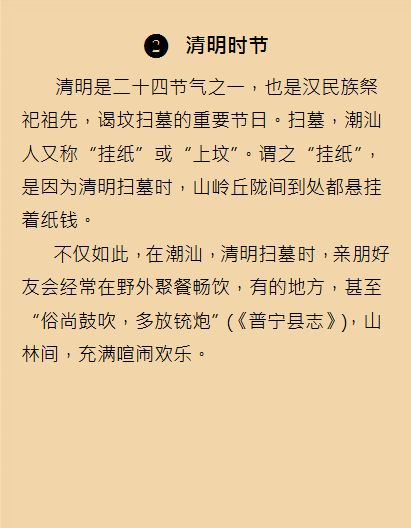 2 清明时节
清明是二十四节气之一，也是汉民族祭
祀祖先，谒坟扫墓的重要节日。扫墓，潮汕
人又称“挂纸”或“上坟”。谓之“挂纸”，
是因为清明扫墓时，山岭丘陇间到处都悬挂
着纸钱。
不仅如此，在潮汕，清明扫墓时，亲朋好
友会经常在野外聚餐畅饮，有的地方，甚至
“俗尚鼓吹，多放铳炮”(《普宁县志》)，山
林间，充满喧闹欢乐。